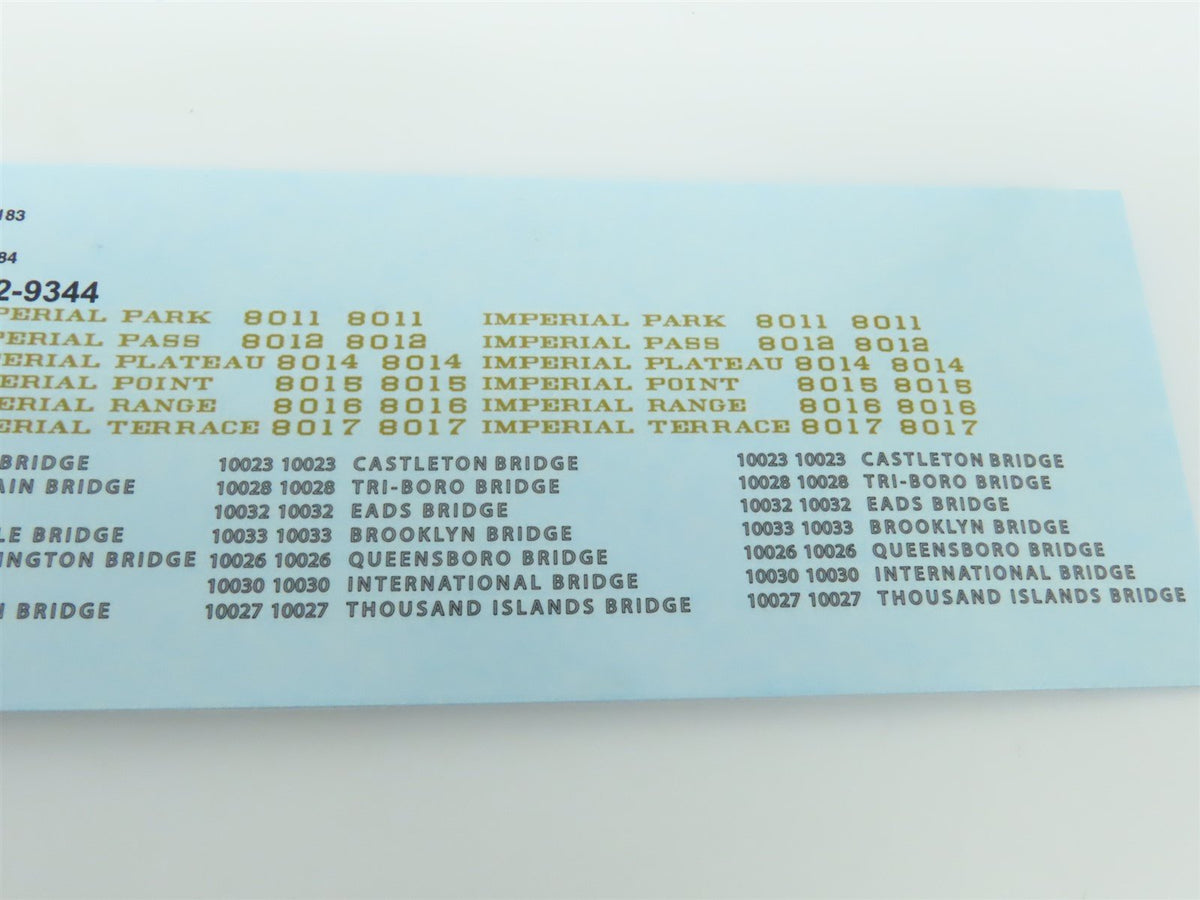 183
84
2-9344
PERIAL PARK 8011 8011 IMPERIAL PARK 8011 8011
PERIAL PASS 8012 8012 IMPERIAL PASS 8012 8012
ERIAL PLATEAU 8014 8014 IMPERIAL PLATEAU 8014 8014
ERIAL POINT 8015 8015 IMPERIAL POINT 8015 8015
ERIAL RANGE 8016 8016 IMPERIAL RANGE 8016 8016
ERIAL TERRACE 8017 8017 IMPERIAL TERRACE 8017 8017
BRIDGE 10023 10023 CASTLETON BRIDGE 10023 10023 CASTLETON BRIDGE
AIN BRIDGE 10028 10028 TRI-BORO BRIDGE 10028 10028 TRI-BORO BRIDGE
10032 10032 EADS BRIDGE 10032 10032 EADS BRIDGE
LE BRIDGE 10033 10033 BROOKLYN BRIDGE 10033 10033 BROOKLYN BRIDGE
INGTON BRIDGE 10026 10026 QUEENSBORO BRIDGE 10026 10026 QUEENSBORO BRIDGE
10030 10030 INTERNATIONAL BRIDGE 10030 10030 INTERNATIONAL BRIDGE
N BRIDGE 10027 10027 THOUSAND ISLANDS BRIDGE 10027 10027 THOUSAND ISLANDS BRIDGE